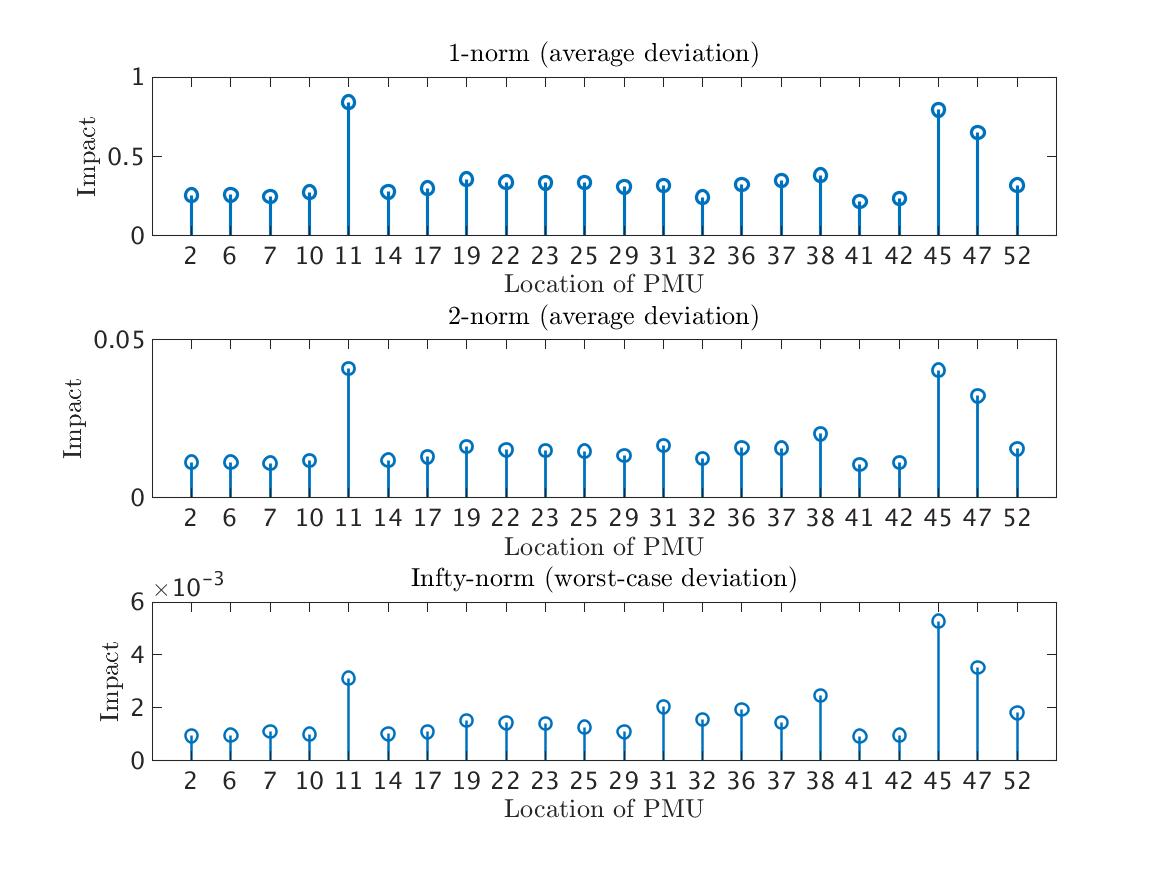 1-norm (average deviation)
1
0.5
0
Impact
2 6 7 10 11 14 17 19 22 23 25 29 31 32 36 37 38 41 42 45 47 52
Location of PMU
2-norm (average deviation)
0.05
0
Impact
2 6 7 10 11 14 17 19 22 23 25 29 31 32 36 37 38 41 42 45 47 52
Location of PMU
Infty-norm (worst-case deviation)
×10⁻³
6
4
2
0
Impact
2 6 7 10 11 14 17 19 22 23 25 29 31 32 36 37 38 41 42 45 47 52
Location of PMU